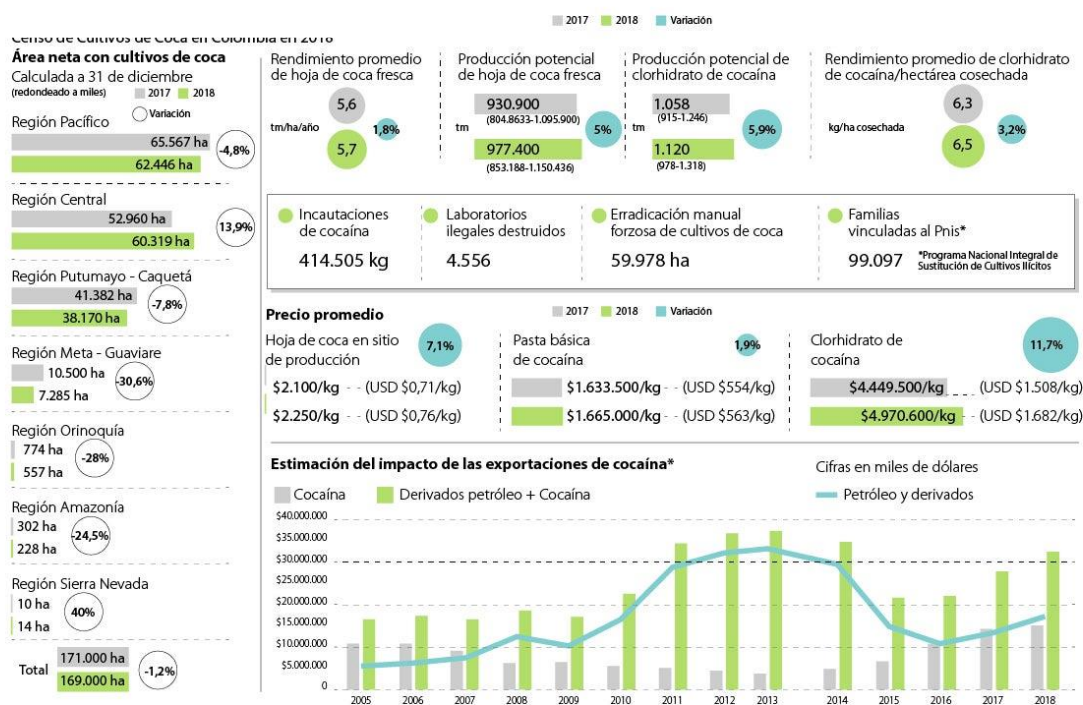 2017 2018 Variación
Censo de Cultivos de Coca en Colombia en 2018
Área neta con cultivos de coca
Calculada a 31 de diciembre
(redondeado a miles) 2017 2018
Variación
Región Pacífico
65.567 ha
-4,8%
62.446 ha
Región Central
52.960 ha
13,9%
60.319 ha
Región Putumayo - Caquetá
41.382 ha
-7,8%
38.170 ha
Región Meta - Guaviare
10.500 ha
-30,6%
7.285 ha
Región Orinoquía
774 ha
-28%
557 ha
Región Amazonía
302 ha
-24,5%
228 ha
Región Sierra Nevada
10 ha
40%
14 ha
Total
171.000 ha
-1,2%
169.000 ha
Rendimiento promedio
de hoja de coca fresca
5,6
tm/ha/año
1,8%
5,7
Producción potencial
de hoja de coca fresca
930.900
(804.8633-1.095.900)
tm
5%
977.400
(853.188-1.150.436)
Producción potencial de
clorhidrato de cocaína
1.058
(915-1.246)
tm
5,9%
1.120
(978-1.318)
Rendimiento promedio de clorhidrato
de cocaína/hectárea cosechada
6,3
kg/ha cosechada
3,2%
6,5
Incautaciones
de cocaína
414.505 kg
Laboratorios
ilegales destruidos
4.556
Erradicación manual
forzosa de cultivos de coca
59.978 ha
Familias
vinculadas al Pnis*
99.097
*Programa Nacional Integral de
Sustitución de Cultivos Ilícitos
Precio promedio
2017 2018 Variación
Hoja de coca en sitio
de producción
7,1%
$2.100/kg - - (USD $0,71/kg)
$2.250/kg - - (USD $0,76/kg)
Pasta básica
de cocaína
1,9%
$1.633.500/kg - - (USD $554/kg)
$1.665.000/kg - - (USD $563/kg)
Clorhidrato de
cocaína
11,7%
$4.449.500/kg (USD $1.508/kg)
$4.970.600/kg (USD $1.682/kg)
Estimación del impacto de las exportaciones de cocaína*
Cifras en miles de dólares
Cocaína Derivados petróleo + Cocaína Petróleo y derivados
$40.000.000
$30.000.000
$25.000.000
$20.000.000
$10.000.000
$5.000.000
0
2005 2006 2007 2008 2009 2010 2011 2012 2013 2014 2015 2016 2017 2018